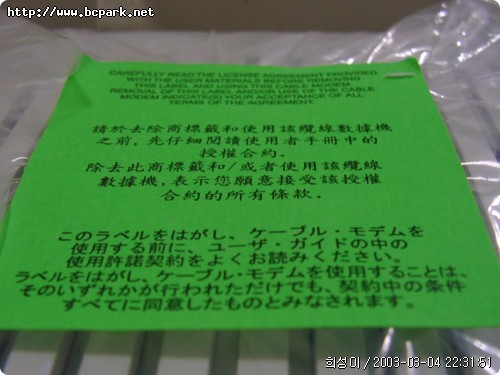 http://www.bcpark.net
CAREFULLY READ THE LICENSE AGREEMENT PROVIDED
WITH THE USER MATERIALS BEFORE REMOVING
THIS LABEL AND USING THIS CABLE MODEM.
REMOVAL OF THIS LABEL AND/OR USE OF THE CABLE
MODEM INDICATE(S) YOUR ACCEPTANCE OF ALL
TERMS OF THE AGREEMENT.
請於去除商標籤和使用該纜線數據機
之前,先仔細閱讀使用者手冊中的
授權合約.
除去此商標籤和/或者使用該纜線
數據機,表示您願意接受該授權
合約的所有條款.
このラベルをはがし、ケーブル・モデムを
使用する前に、ユーザ・ガイドの中の
使用許諾契約をよくお読みください。
ラベルをはがし、ケーブル・モデムを使用することは、
そのいずれかが行われただけでも、契約中の条件
すべてに同意したものとみなされます。
희성이 / 2003-03-04 22:31:51